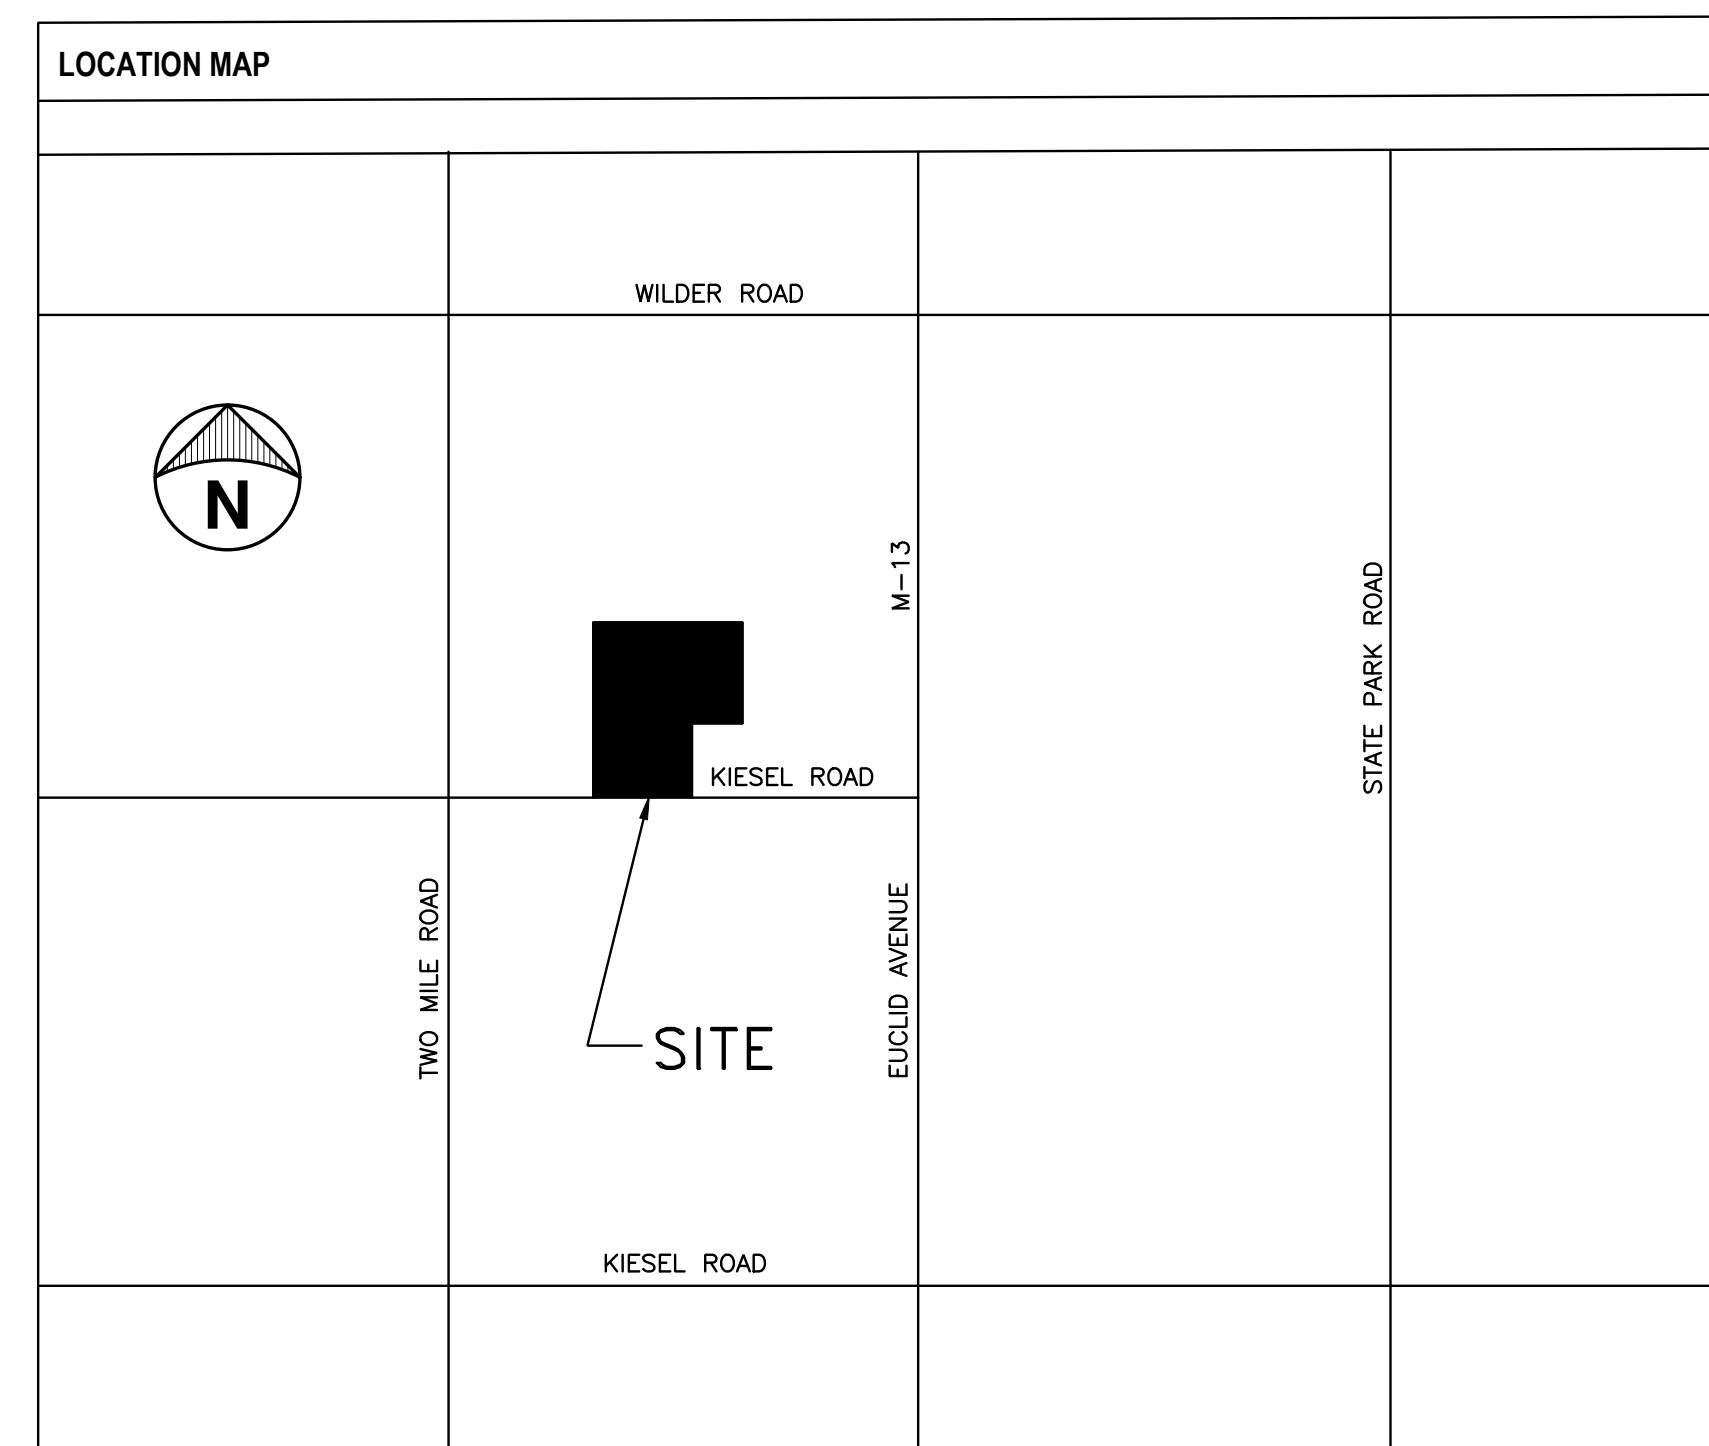 LOCATION MAP
WILDER ROAD
N
M-13
STATE PARK ROAD
KIESEL ROAD
TWO MILE ROAD
EUCLID AVENUE
SITE
KIESEL ROAD